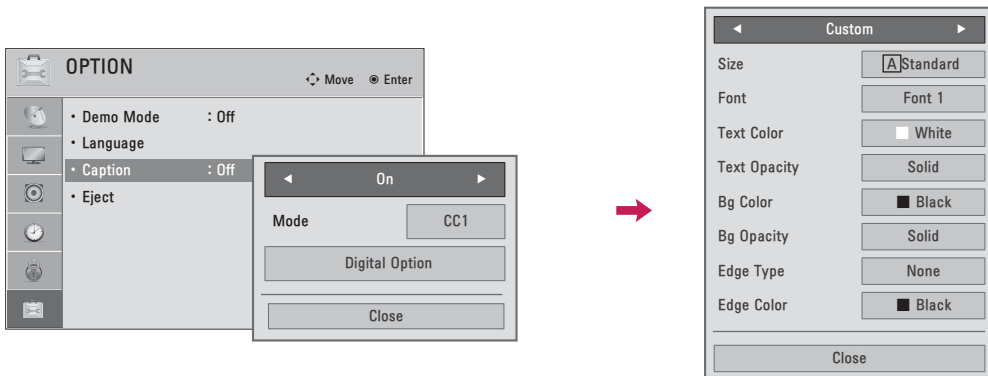 OPTION
Move Enter
• Demo Mode : Off
• Language
• Caption : Off
• Eject
◄ On ►
Mode CC1
Digital Option
Close
◄ Custom ►
Size A Standard
Font Font 1
Text Color White
Text Opacity Solid
Bg Color Black
Bg Opacity Solid
Edge Type None
Edge Color Black
Close